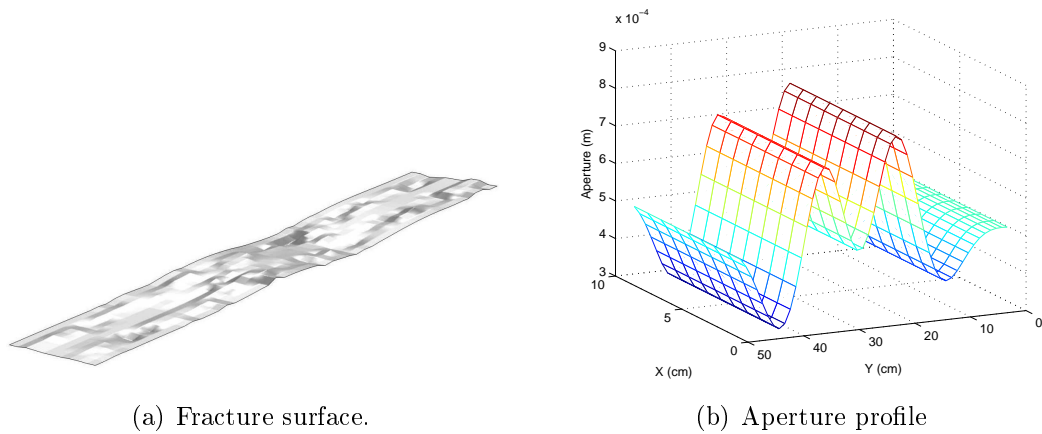 x 10⁻⁴
9
8
7
6
5
4
3
Aperture (m)
10
5
0
X (cm)
50
40
30
20
10
0
Y (cm)
(a) Fracture surface.
(b) Aperture profile